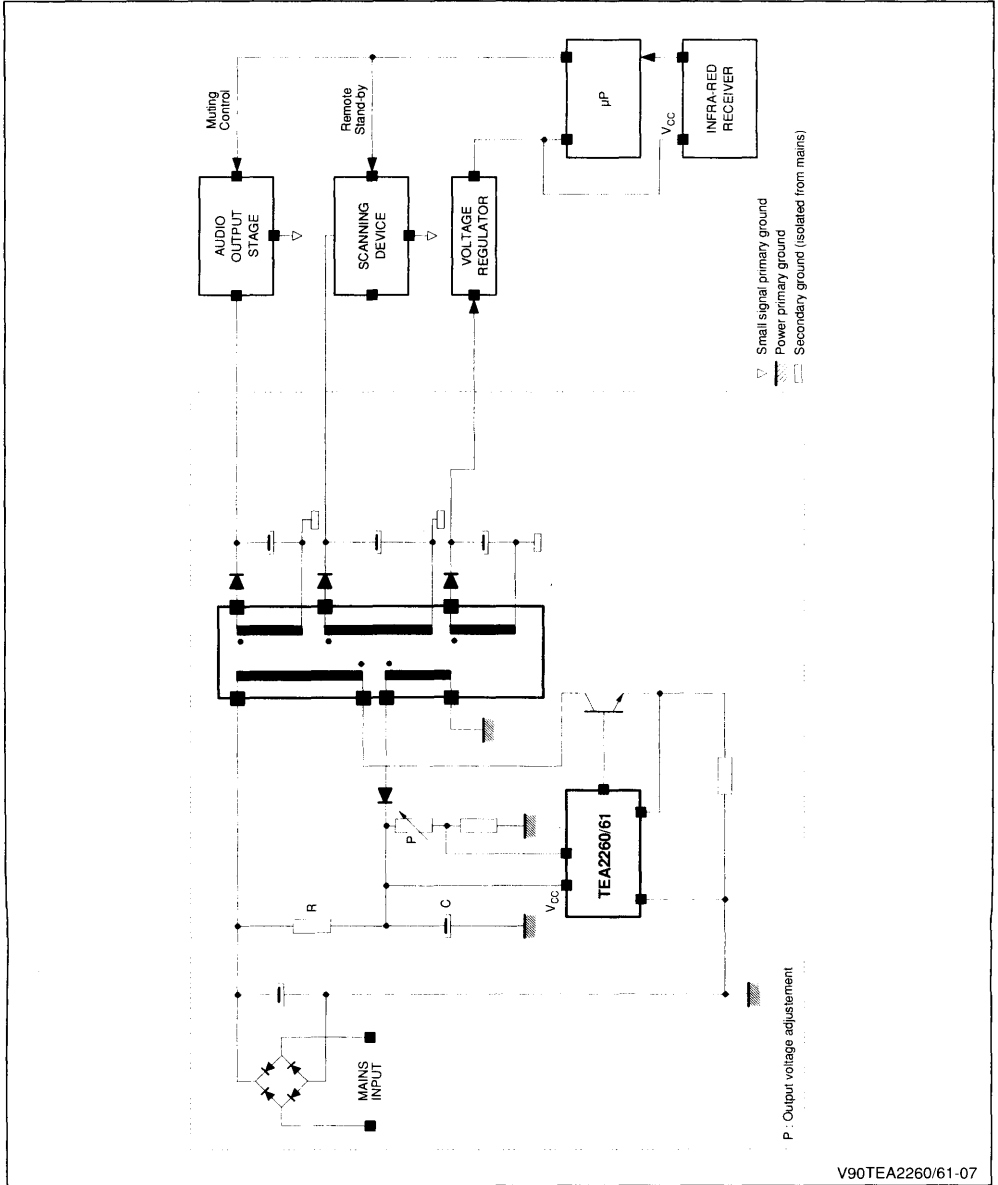 Muting
Control
AUDIO
OUTPUT
STAGE
Remote
Stand-by
SCANNING
DEVICE
VOLTAGE
REGULATOR
µP
VCC
INFRA-RED
RECEIVER
Small signal primary ground
Power primary ground
Secondary ground (isolated from mains)
P
R
C
VCC
TEA2260/61
MAINS
INPUT
P : Output voltage adjustement
V90TEA2260/61-07